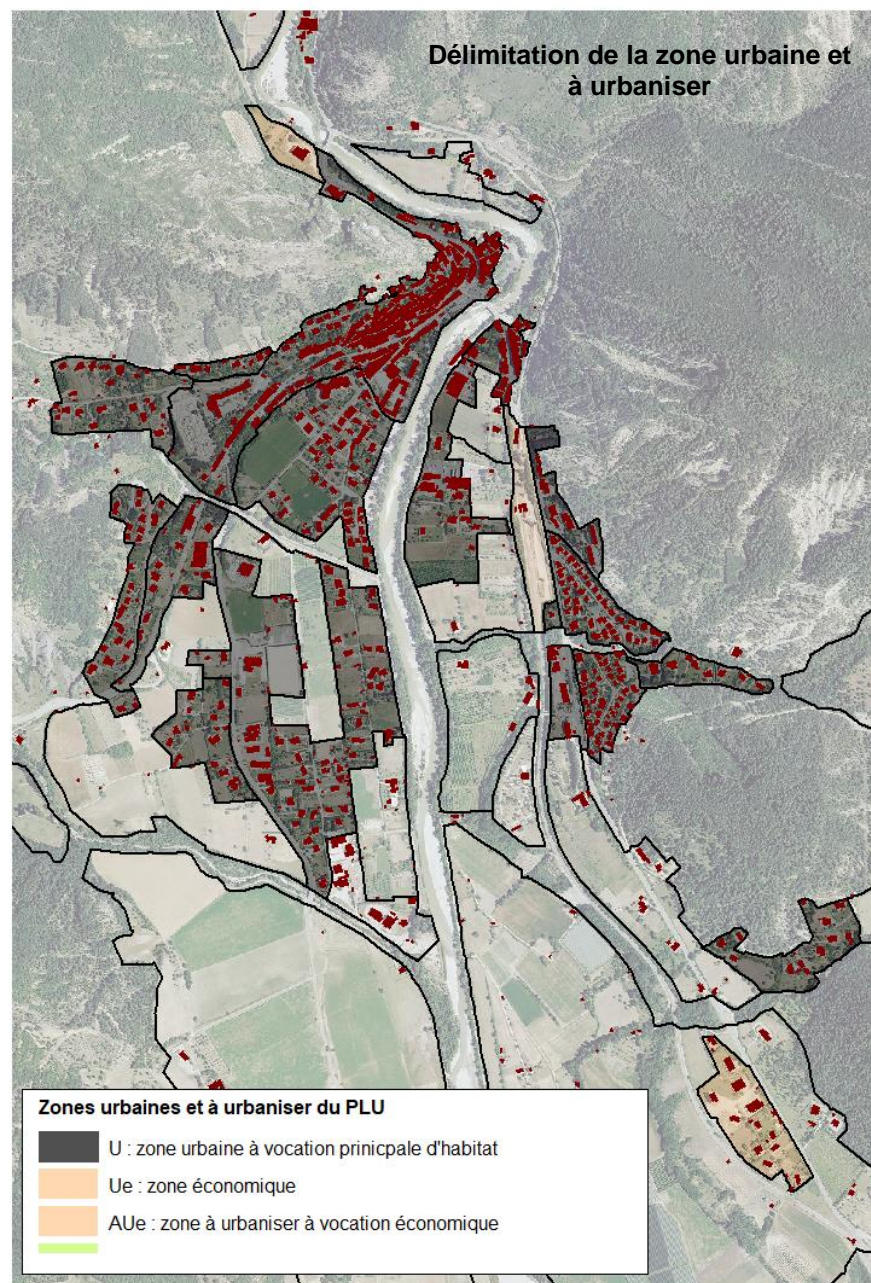 Délimitation de la zone urbaine et
à urbaniser
Zones urbaines et à urbaniser du PLU
U : zone urbaine à vocation prinicpale d'habitat
Ue : zone économique
AUe : zone à urbaniser à vocation économique